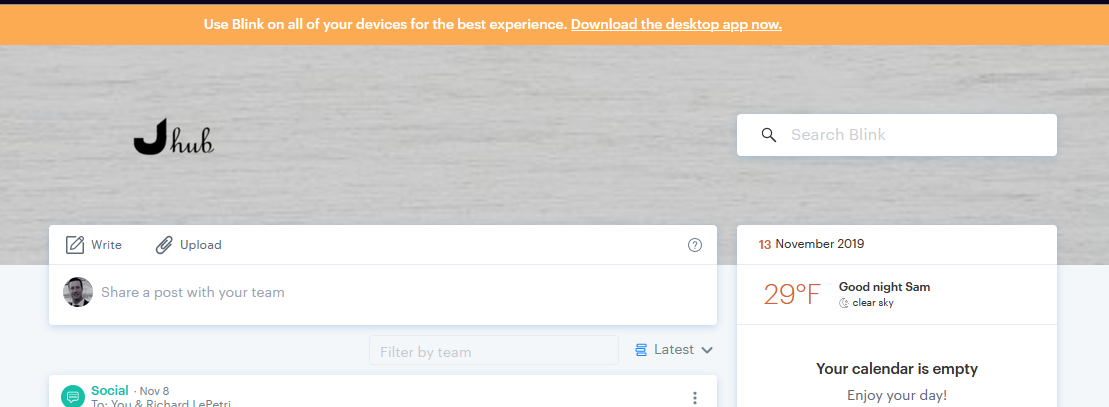 Use Blink on all of your devices for the best experience. Download the desktop app now.
J hub
Search Blink
Write
Upload
?
Share a post with your team
13 November 2019
29°F
Good night Sam
clear sky
Filter by team
Latest
Your calendar is empty
Enjoy your day!
Social · Nov 8
To: You & Richard LePetri